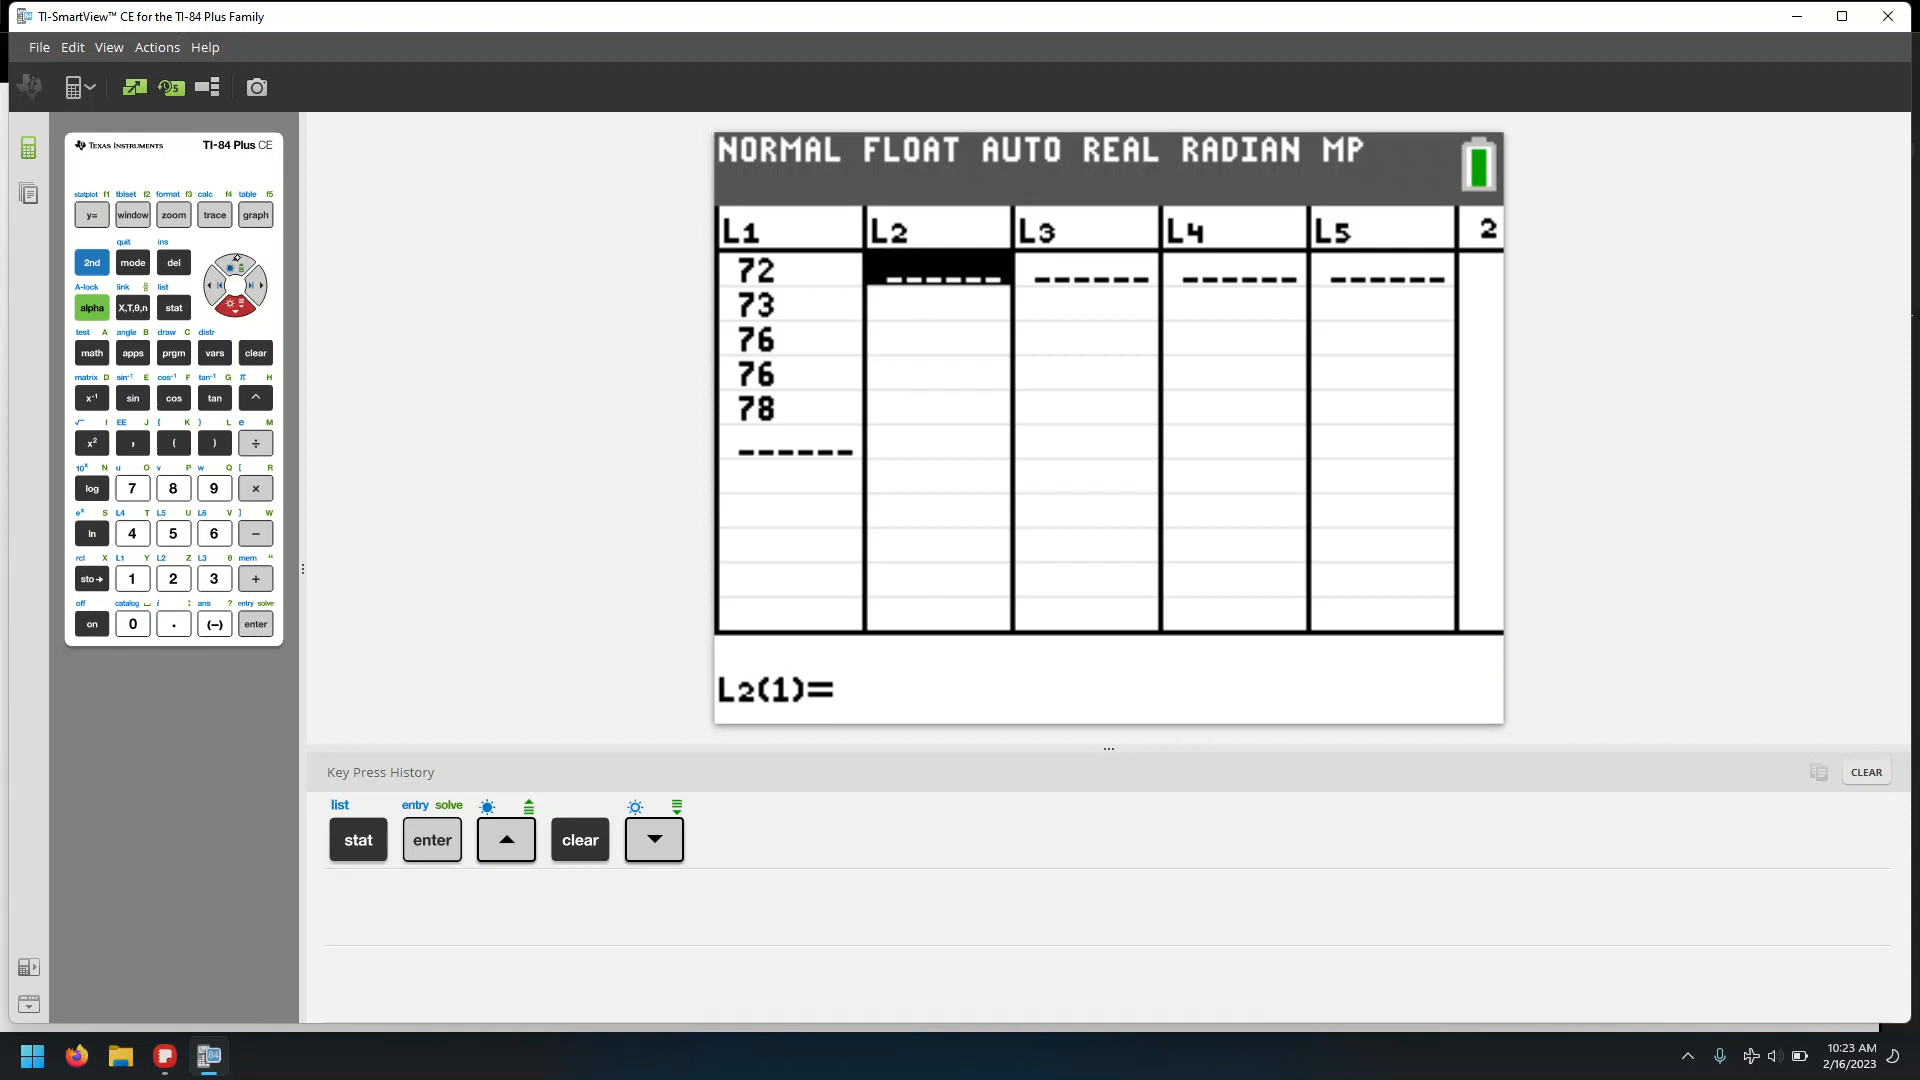 TI-SmartView™ CE for the TI-84 Plus Family
File Edit View Actions Help
TEXAS INSTRUMENTS TI-84 Plus CE
statplot f1 tblset f2 format f3 calc f4 table f5
y= window zoom trace graph
quit ins
2nd mode del
A-lock link list
alpha X,T,θ,n stat
test A angle B draw C distr
math apps prgm vars clear
matrix D sin⁻¹ E cos⁻¹ F tan⁻¹ G π H
x⁻¹ sin cos tan ^
√ I EE J { K } L e M
x² , ( ) ÷
10ˣ N u O v P w Q [ R
log 7 8 9 ×
eˣ S L4 T L5 U L6 V ] W
ln 4 5 6 −
rcl X L1 Y L2 Z L3 θ mem "
sto→ 1 2 3 +
off catalog i : ans ? entry solve
on 0 . (−) enter
NORMAL FLOAT AUTO REAL RADIAN MP
L1 L2 L3 L4 L5 2
72
73
76
76
78
L2(1)=
Key Press History
CLEAR
list entry solve
stat enter clear
10:23 AM
2/16/2023